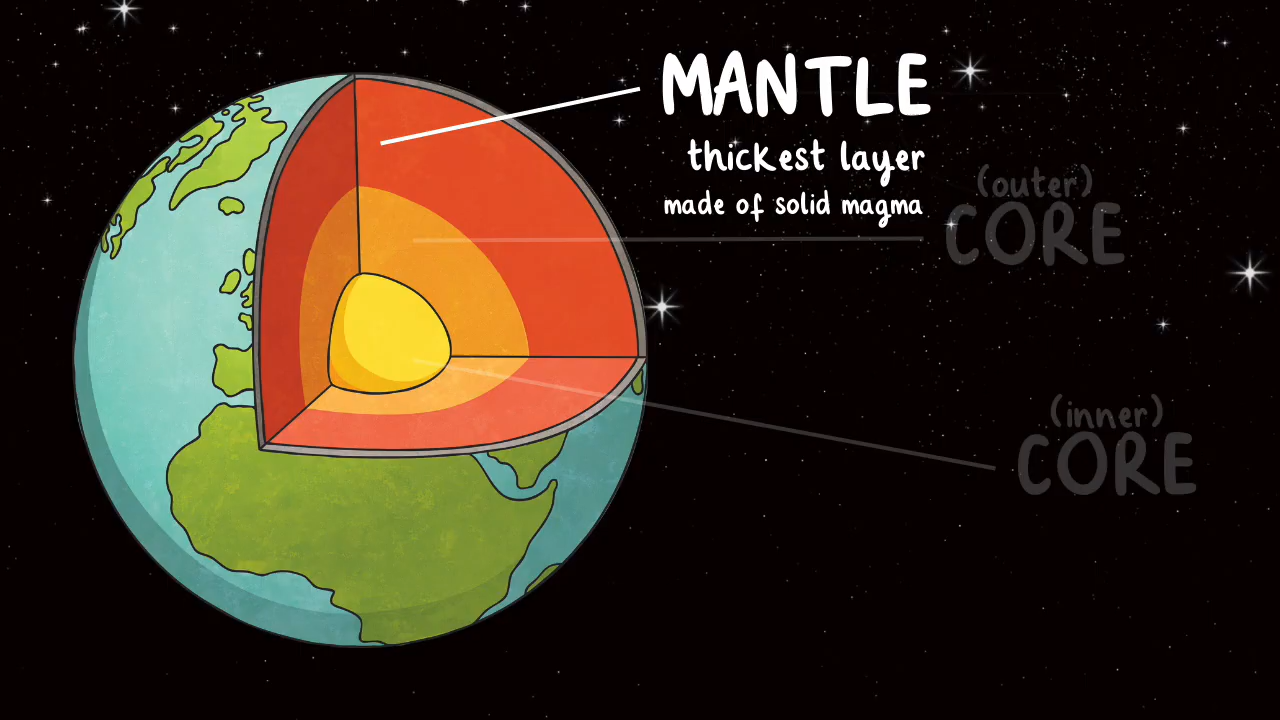 MANTLE
thickest layer
made of solid magma
(outer)
CORE
(inner)
CORE